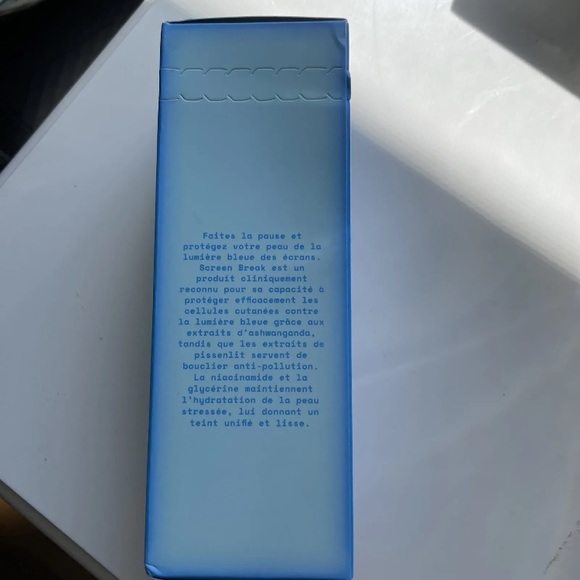 Faites la pause et
protégez votre peau de la
lumière bleue des écrans.
Screen Break est un
produit cliniquement
reconnu pour sa capacité à
protéger efficacement les
cellules cutanées contre
la lumière bleue grâce aux
extraits d'ashwanganda,
tandis que les extraits de
pissenlit servent de
bouclier anti-pollution.
La niacinamide et la
glycérine maintiennent
l'hydratation de la peau
stressée, lui donnant un
teint unifié et lisse.